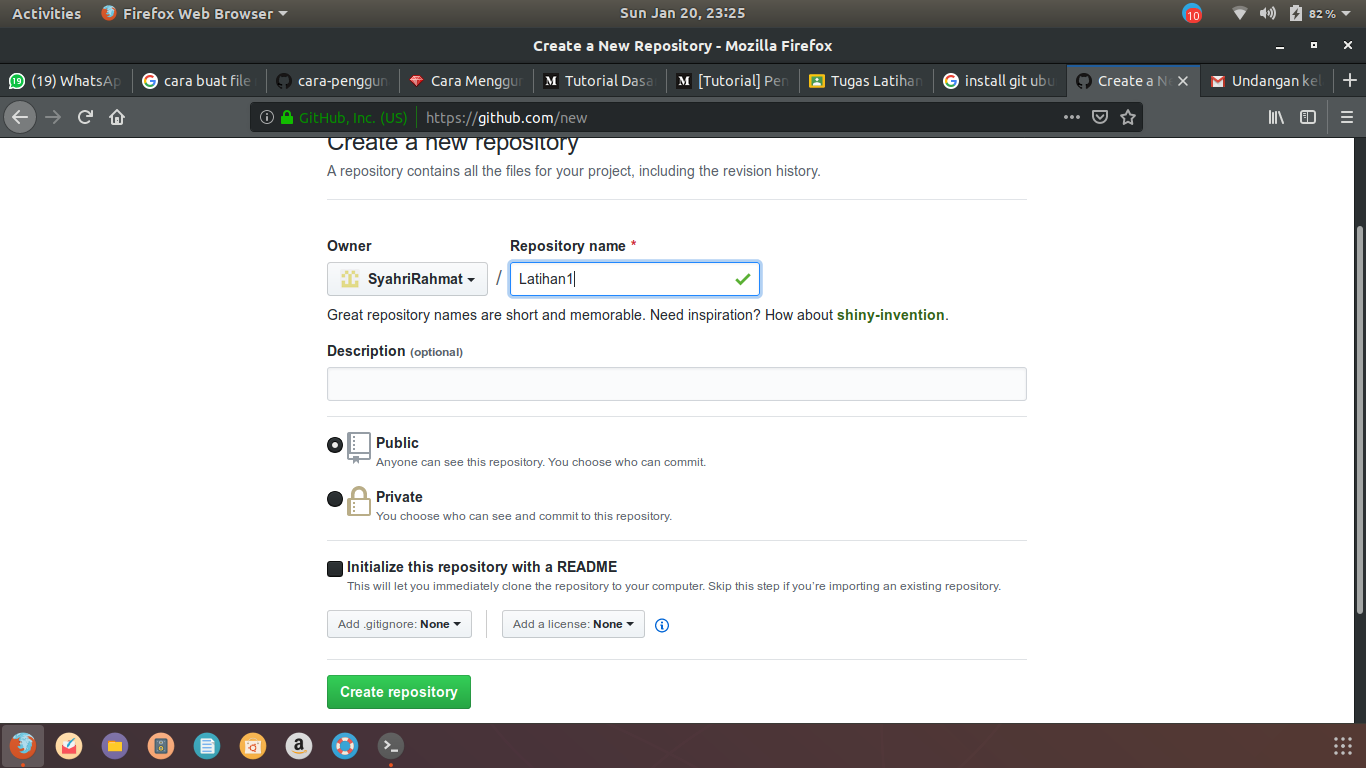 Activities Firefox Web Browser Sun Jan 20, 23:25 10 82 %
Create a New Repository - Mozilla Firefox
19 (19) WhatsAp cara buat file cara-penggun Cara Menggur M Tutorial Dasa M [Tutorial] Pen Tugas Latihan install git ubu Create a Ne Undangan kel
GitHub, Inc. (US) https://github.com/new
Create a new repository
A repository contains all the files for your project, including the revision history.
Owner Repository name *
SyahriRahmat / Latihan1
Great repository names are short and memorable. Need inspiration? How about shiny-invention.
Description (optional)
Public
Anyone can see this repository. You choose who can commit.
Private
You choose who can see and commit to this repository.
Initialize this repository with a README
This will let you immediately clone the repository to your computer. Skip this step if you’re importing an existing repository.
Add .gitignore: None Add a license: None
Create repository